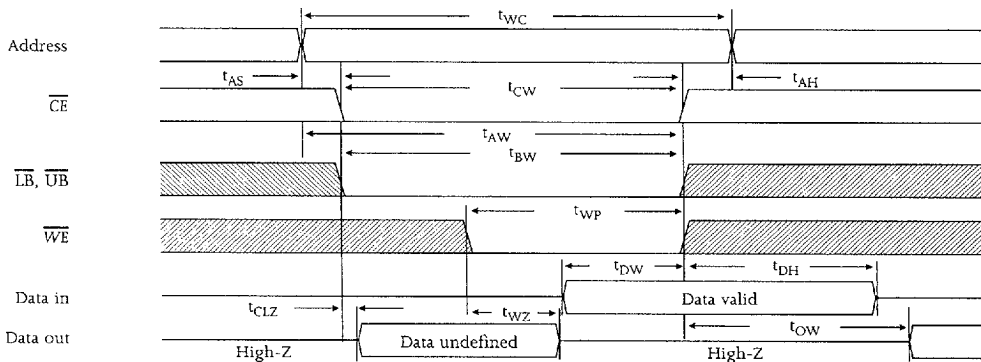 t_WC
Address
t_AS
t_AH
t_CW
CE
t_AW
t_BW
LB, UB
t_WP
WE
t_DW
t_DH
Data in
Data valid
t_CLZ
t_WZ
t_OW
Data out
Data undefined
High-Z
High-Z